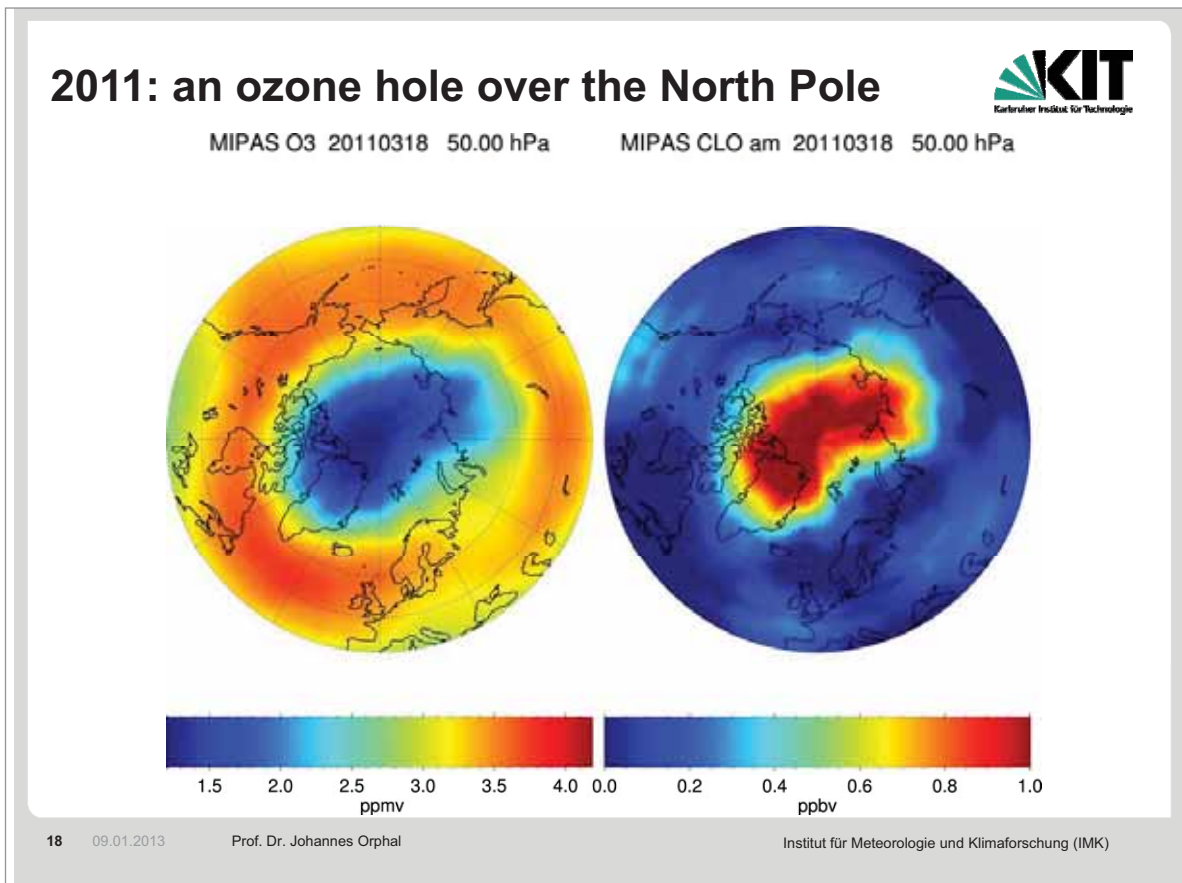 2011: an ozone hole over the North Pole
KIT
Karlsruher Institut für Technologie
MIPAS O3 20110318 50.00 hPa
MIPAS CLO am 20110318 50.00 hPa
1.5 2.0 2.5 3.0 3.5 4.0
ppmv
0.0 0.2 0.4 0.6 0.8 1.0
ppbv
18 09.01.2013 Prof. Dr. Johannes Orphal Institut für Meteorologie und Klimaforschung (IMK)